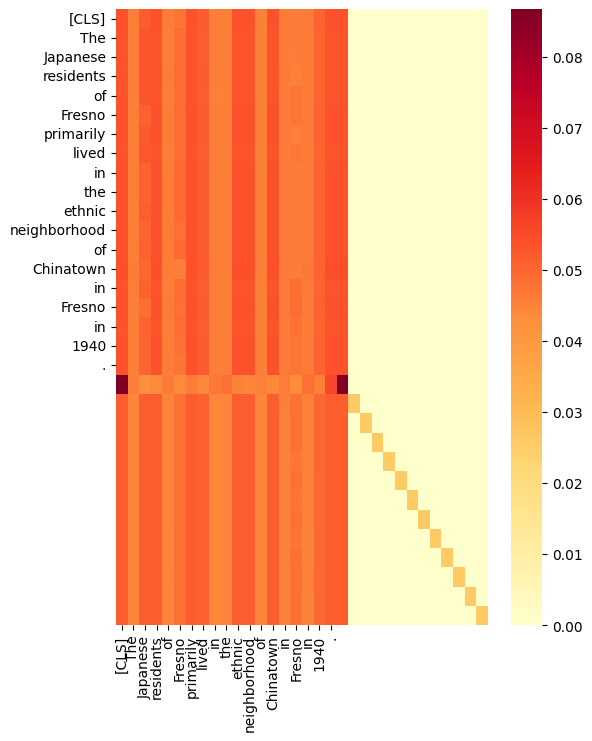 [CLS]
The
Japanese
residents
of
Fresno
primarily
lived
in
the
ethnic
neighborhood
of
Chinatown
in
Fresno
in
1940
.
0.08
0.07
0.06
0.05
0.04
0.03
0.02
0.01
0.00
[CLS]
The
Japanese
residents
of
Fresno
primarily
lived
in
the
ethnic
neighborhood
of
Chinatown
in
Fresno
in
1940
.